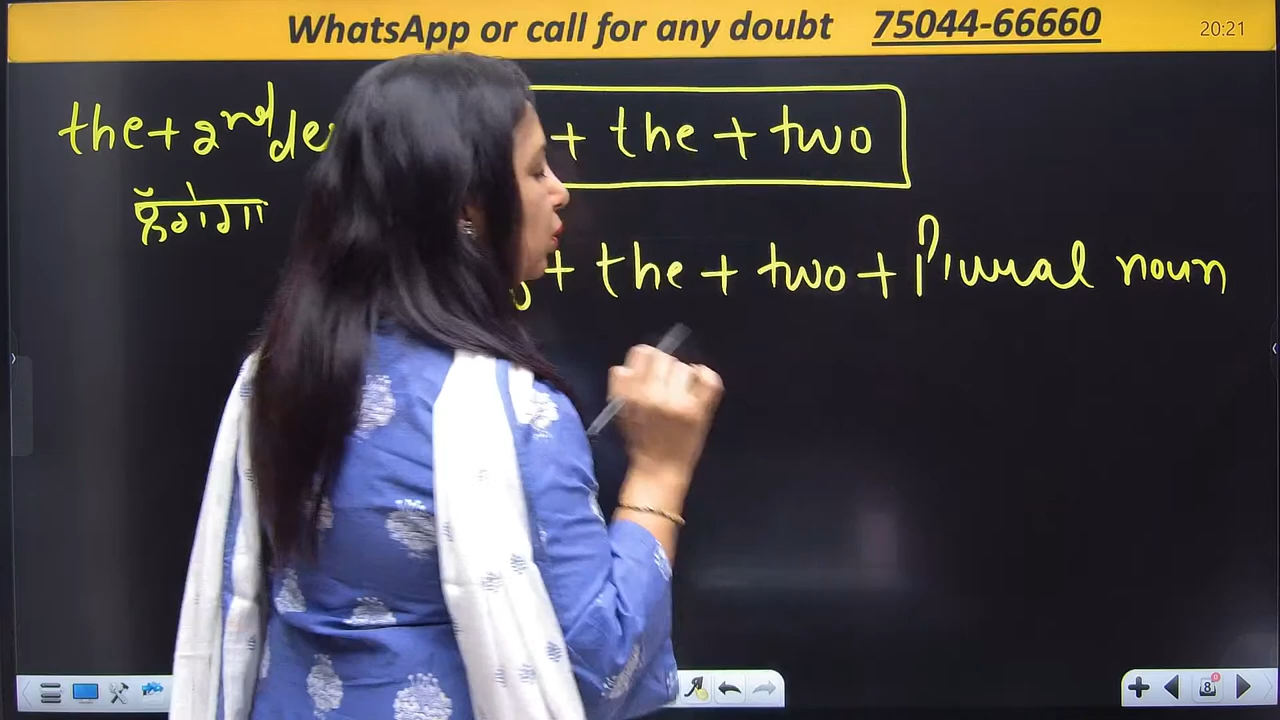 WhatsApp or call for any doubt 75044-66660
20:21
the + 2nd de
+ the + two
+ the + two + Plural noun
8